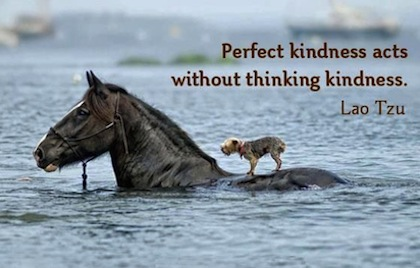 Perfect kindness acts
without thinking kindness.
Lao Tzu